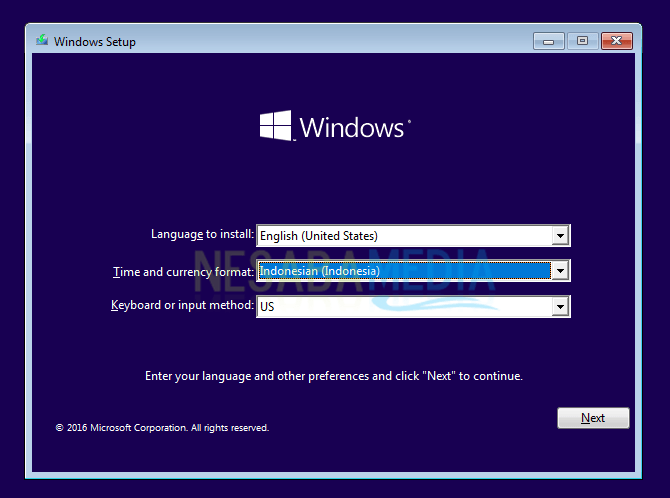 Windows Setup
Windows
Language to install: English (United States)
NESABAMEDIA
Time and currency format: Indonesian (Indonesia)
Keyboard or input method: US
Enter your language and other preferences and click "Next" to continue.
Next
© 2016 Microsoft Corporation. All rights reserved.